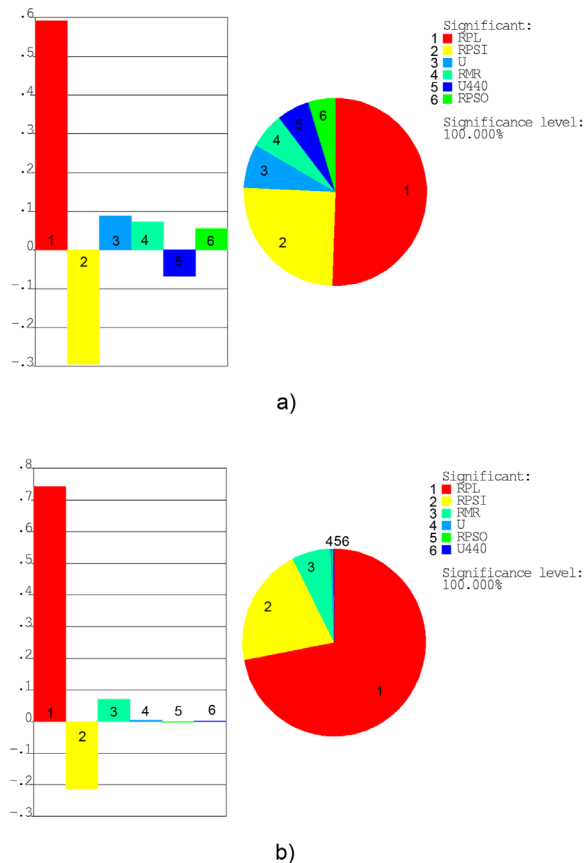 .6
.5
.4
.3
.2
.1
0
-.1
-.2
-.3
1
2
3
4
5
6
1
2
3
4
5
6
Significant:
1 RPL
2 RPSI
3 U
4 RMR
5 U440
6 RPSO
Significance level:
100.000%
a)
.8
.7
.6
.5
.4
.3
.2
.1
0
-.1
-.2
-.3
1
2
3
4
5
6
1
2
3
456
Significant:
1 RPL
2 RPSI
3 RMR
4 U
5 RPSO
6 U440
Significance level:
100.000%
b)